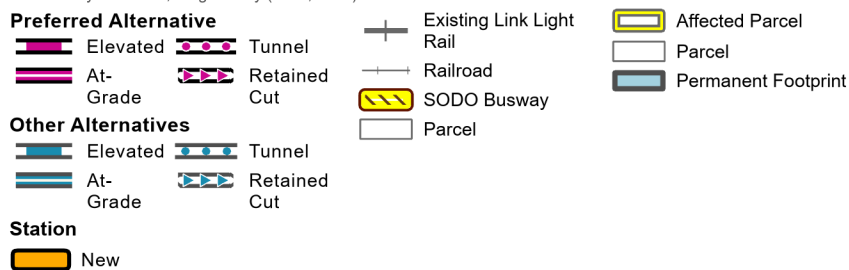 Preferred Alternative
Elevated
Tunnel
At-
Grade
Retained
Cut
Other Alternatives
Elevated
Tunnel
At-
Grade
Retained
Cut
Station
New
Existing Link Light
Rail
Railroad
SODO Busway
Parcel
Affected Parcel
Parcel
Permanent Footprint